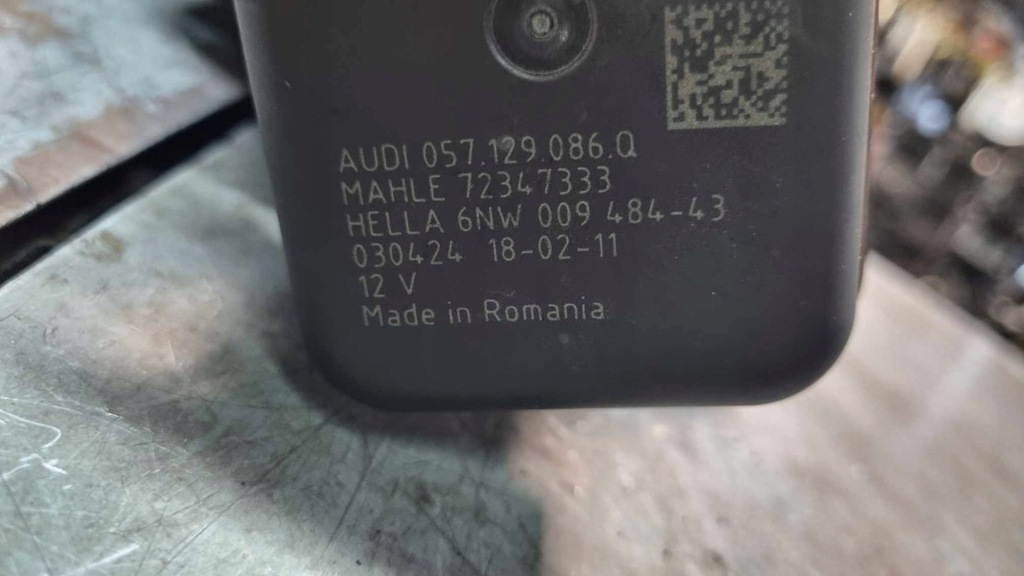 AUDI 057.129.086.Q
MAHLE 72347333
HELLA 6NW 009 484-43
030424 18-02-11
12 V
Made in Romania